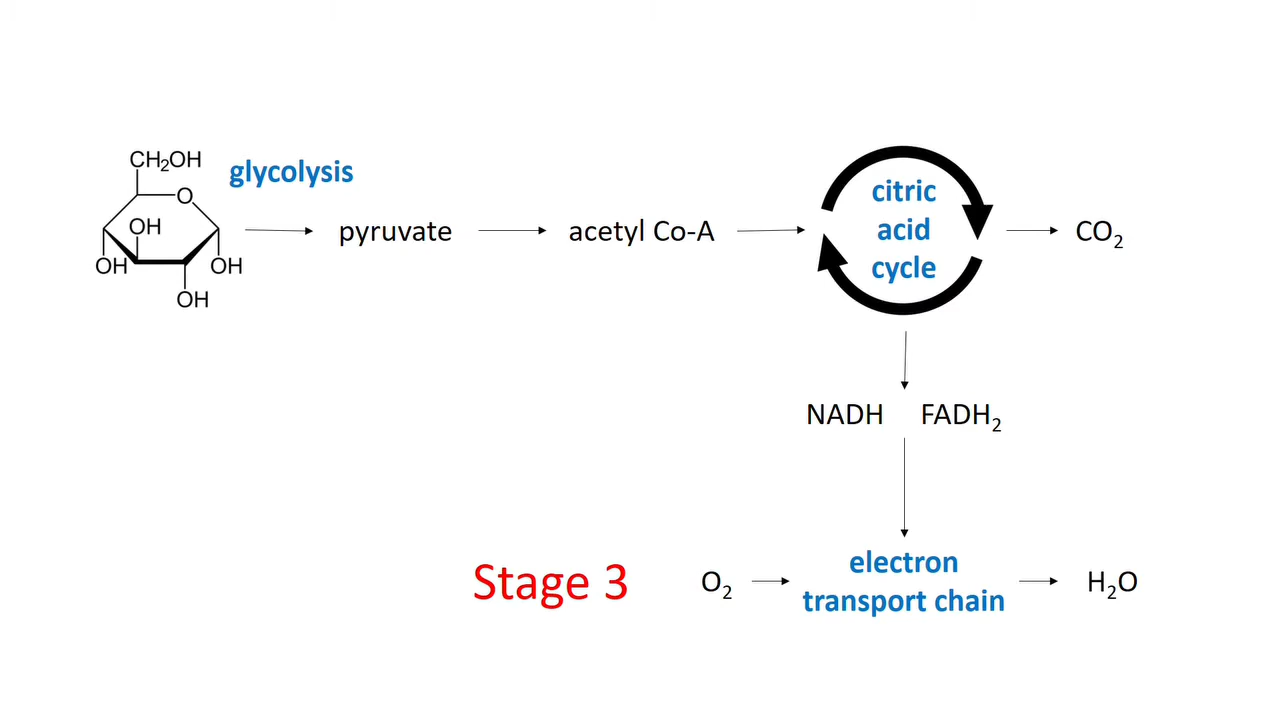 CH₂OH
glycolysis
O
OH
OH
OH
OH
pyruvate
acetyl Co-A
citric
acid
cycle
CO₂
NADH
FADH₂
Stage 3
O₂
electron
transport chain
H₂O